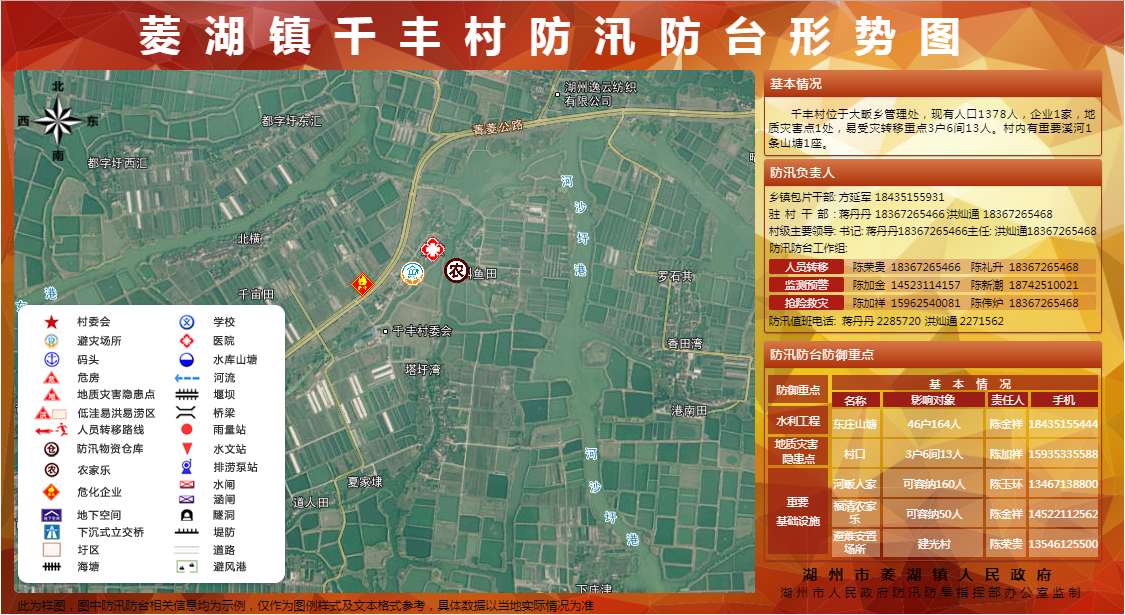 菱湖镇千丰村防汛防台形势图
北
西
东
南
湖州逸云纺织
有限公司
菁菱公路
都字圩东汇
都字圩西汇
北横
河
沙
圩
港
鱼田
千亩田
港
罗石其
千丰村委会
香田湾
塔圩湾
港南田
夏家埭
道人田
河
沙
圩
港
下庄漾
村委会
学校
避灾场所
医院
码头
水库山塘
危房
河流
地质灾害隐患点
堰坝
低洼易洪易涝区
桥梁
人员转移路线
雨量站
防汛物资仓库
水文站
农家乐
排涝泵站
危化企业
水闸
涵闸
地下空间
隧洞
下沉式立交桥
堤防
圩区
道路
海塘
避风港
此为样图，图中防汛防台相关信息均为示例，仅作为图例样式及文本格式参考，具体数据以当地实际情况为准
基本情况
千丰村位于大畈乡管理处，现有人口1378人，企业1家，地
质灾害点1处，易受灾转移重点3户6间13人。村内有重要溪河1
条山塘1座。
防汛负责人
乡镇包片干部: 方延军 18435155931
驻 村 干 部 : 蒋丹丹 18367265466 洪灿通 18367265468
村级主要领导: 书记: 蒋丹丹18367265466主任: 洪灿通18367265468
防汛防台工作组:
人员转移 陈荣贵 18367265466 陈礼升 18367265468
监测预警 陈加金 14523114157 陈新潮 18742510021
抢险救灾 陈加祥 15962540081 陈伟炉 18367265468
防汛值班电话: 蒋丹丹 2285720 洪灿通 2271562
防汛防台防御重点
防御重点 基 本 情 况
名称 影响对象 责任人 手机
水利工程 东庄山塘 46户164人 陈金祥 18435155444
地质灾害
隐患点 村口 3户6间13人 陈加祥 15935335588
重要
基础设施
河畈人家 可容纳160人 陈玉环 13467138800
福清农家
乐 可容纳50人 陈金祥 14522112562
避难安置
场所 建光村 陈荣贵 13546125500
湖州市菱湖镇人民政府
湖州市人民政府防汛防旱指挥部办公室监制